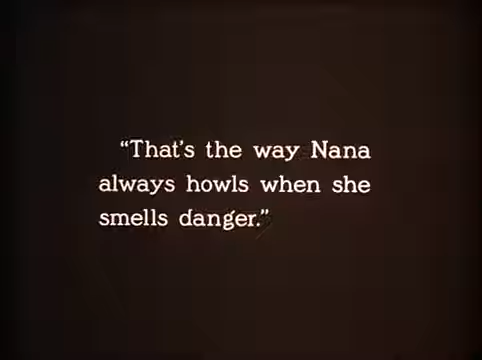 “That's the way Nana
always howls when she
smells danger.”